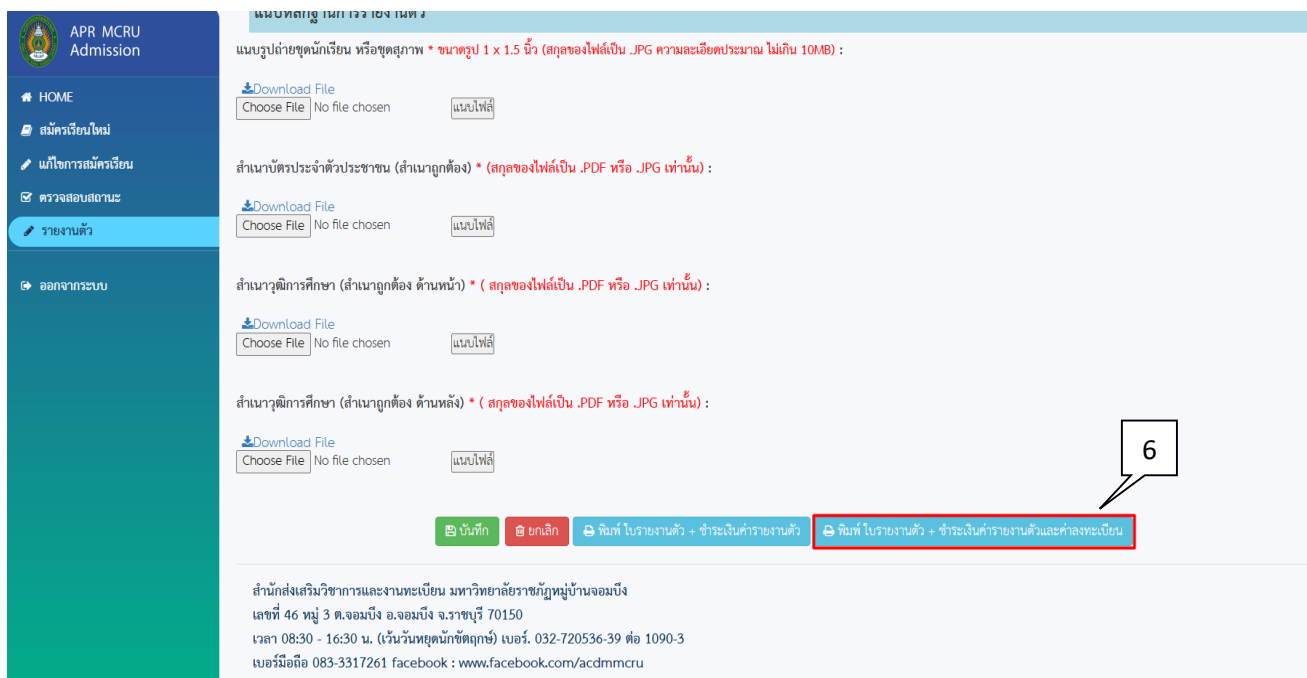 APR MCRU
Admission
HOME
สมัครเรียนใหม่
แก้ไขการสมัครเรียน
ตรวจสอบสถานะ
รายงานตัว
ออกจากระบบ
แนบหลักฐานการรายงานตัว
แนบรูปถ่ายชุดนักเรียน หรือชุดสุภาพ * ขนาดรูป 1 x 1.5 นิ้ว (สกุลของไฟล์เป็น .JPG ความละเอียดประมาณ ไม่เกิน 10MB) :
Download File
Choose File No file chosen แนบไฟล์
สำเนาบัตรประจำตัวประชาชน (สำเนาถูกต้อง) * (สกุลของไฟล์เป็น .PDF หรือ .JPG เท่านั้น) :
Download File
Choose File No file chosen แนบไฟล์
สำเนาวุฒิการศึกษา (สำเนาถูกต้อง ด้านหน้า) * ( สกุลของไฟล์เป็น .PDF หรือ .JPG เท่านั้น) :
Download File
Choose File No file chosen แนบไฟล์
สำเนาวุฒิการศึกษา (สำเนาถูกต้อง ด้านหลัง) * ( สกุลของไฟล์เป็น .PDF หรือ .JPG เท่านั้น) :
Download File
Choose File No file chosen แนบไฟล์
6
บันทึก ยกเลิก พิมพ์ ใบรายงานตัว + ชำระเงินค่ารายงานตัว พิมพ์ ใบรายงานตัว + ชำระเงินค่ารายงานตัวและค่าลงทะเบียน
สำนักส่งเสริมวิชาการและงานทะเบียน มหาวิทยาลัยราชภัฏหมู่บ้านจอมบึง
เลขที่ 46 หมู่ 3 ต.จอมบึง อ.จอมบึง จ.ราชบุรี 70150
เวลา 08:30 - 16:30 น. (เว้นวันหยุดนักขัตฤกษ์) เบอร์. 032-720536-39 ต่อ 1090-3
เบอร์มือถือ 083-3317261 facebook : www.facebook.com/acdmmcru